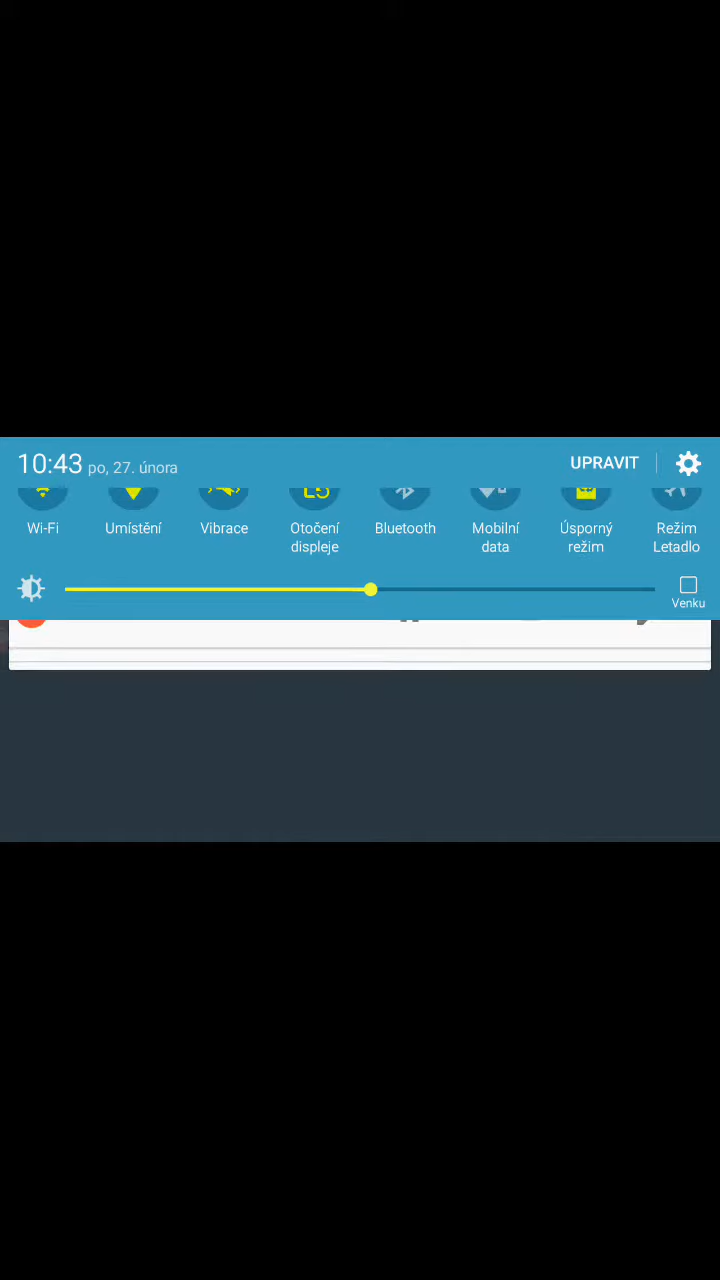 10:43 po, 27. února UPRAVIT
Wi-Fi Umístění Vibrace Otočení displeje Bluetooth Mobilní data Úsporný režim Režim Letadlo
Venku